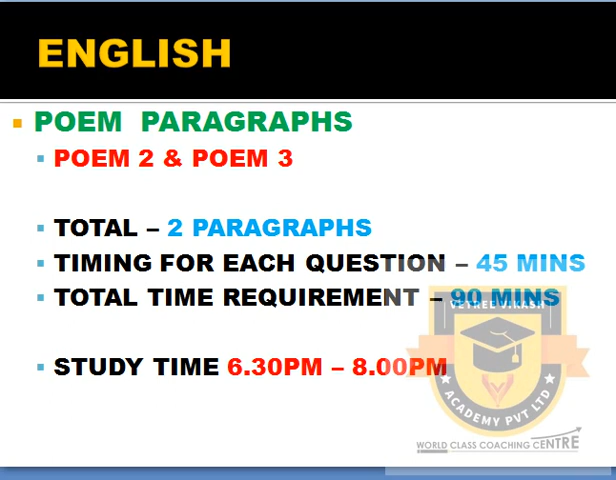 ENGLISH
POEM PARAGRAPHS
POEM 2 & POEM 3
TOTAL – 2 PARAGRAPHS
TIMING FOR EACH QUESTION – 45 MINS
TOTAL TIME REQUIREMENT – 90 MINS
STUDY TIME 6.30PM – 8.00PM
ACADEMY PVT LTD
WORLD CLASS COACHING CENTRE